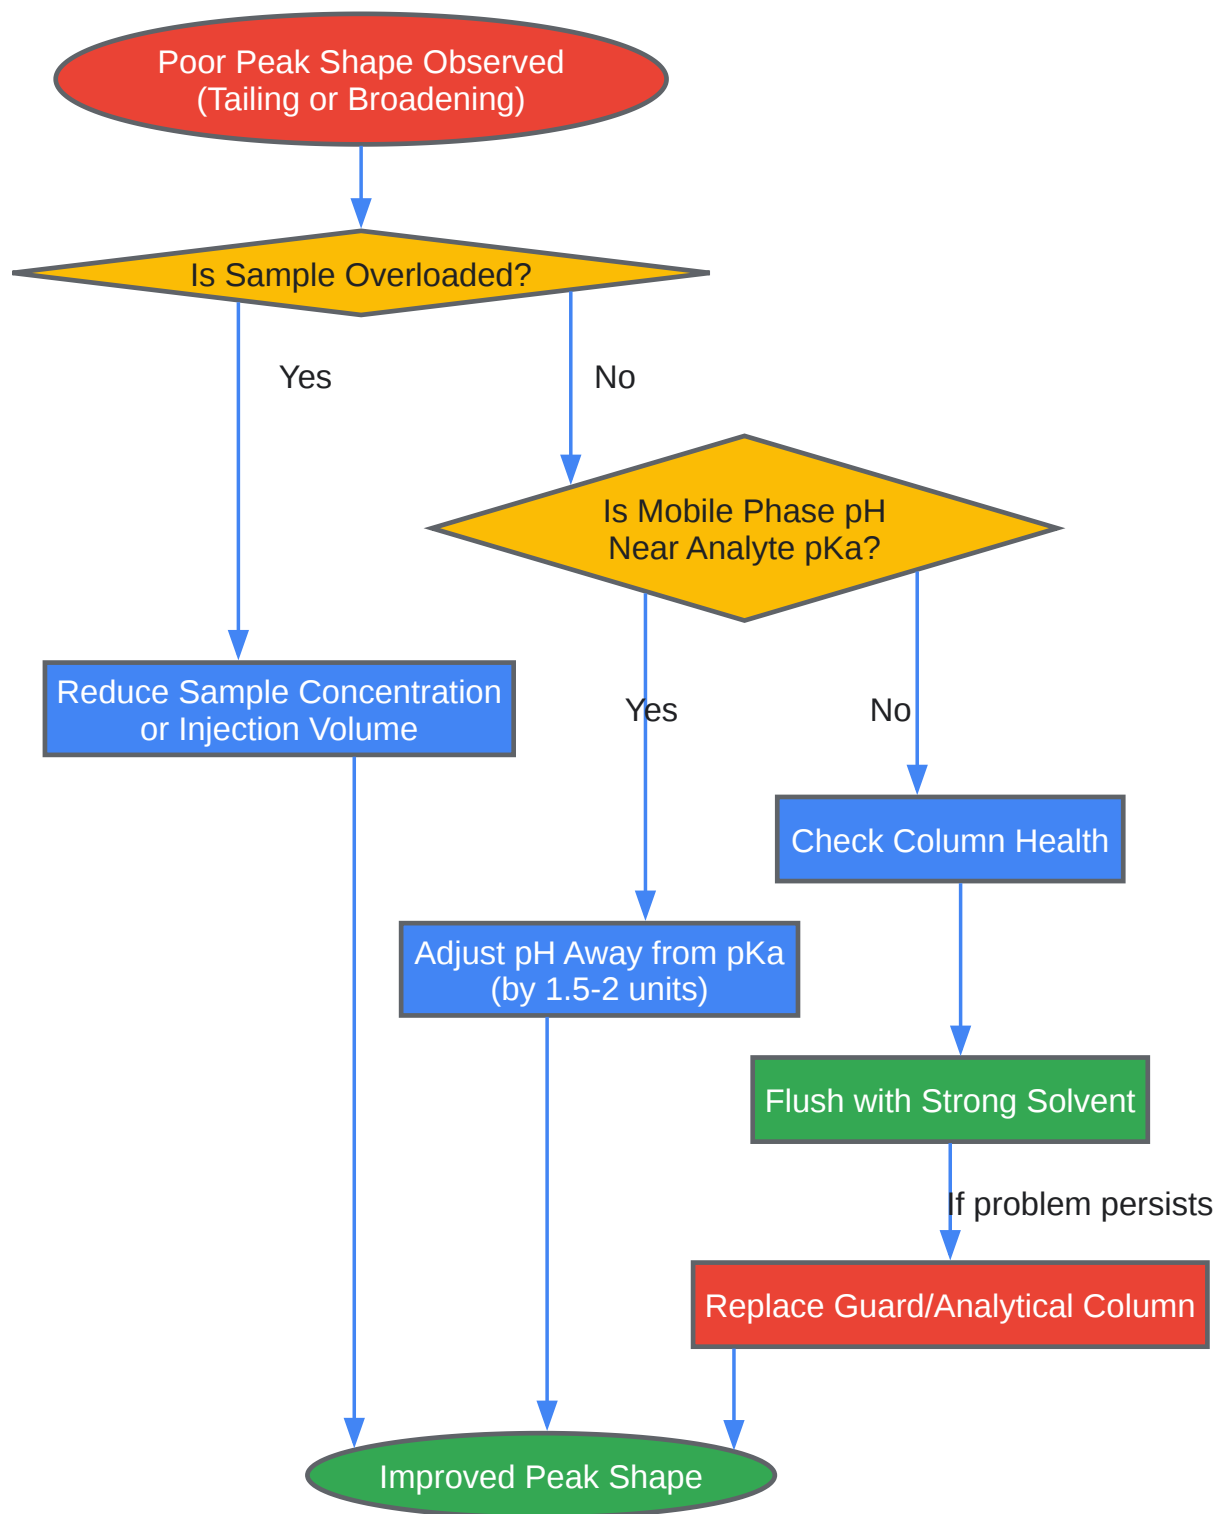 Poor Peak Shape Observed
(Tailing or Broadening)
Is Sample Overloaded?
Yes
No
Is Mobile Phase pH
Near Analyte pKa?
Reduce Sample Concentration
or Injection Volume
Yes
No
Check Column Health
Adjust pH Away from pKa
(by 1.5-2 units)
Flush with Strong Solvent
If problem persists
Replace Guard/Analytical Column
Improved Peak Shape